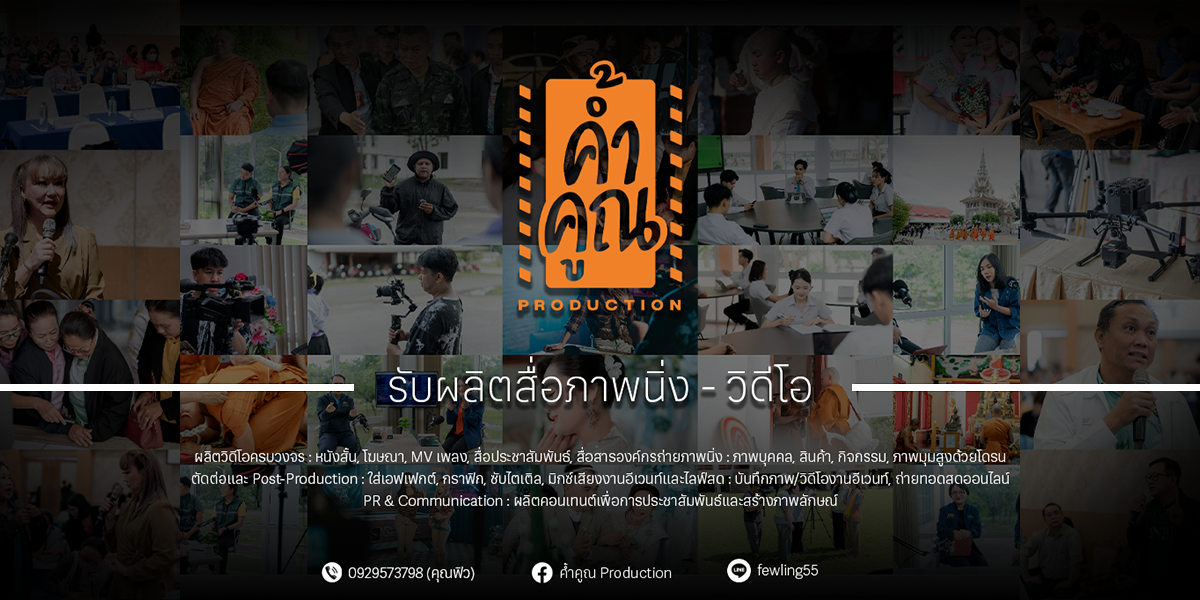 ค้ำ
คูณ
PRODUCTION
รับผลิตสื่อภาพนิ่ง - วิดีโอ
ผลิตวิดีโอครบวงจร : หนังสั้น, โฆษณา, MV เพลง, สื่อประชาสัมพันธ์, สื่อสารองค์กรถ่ายภาพนิ่ง : ภาพบุคคล, สินค้า, กิจกรรม, ภาพมุมสูงด้วยโดรน
ตัดต่อและ Post-Production : ใส่เอฟเฟกต์, กราฟิก, ซับไตเติล, มิกซ์เสียงงานอีเวนท์และไลฟ์สด : บันทึกภาพ/วิดีโองานอีเวนท์, ถ่ายทอดสดออนไลน์
PR & Communication : ผลิตคอนเทนต์เพื่อการประชาสัมพันธ์และสร้างภาพลักษณ์
0929573798 (คุณฟิว)
ค้ำคูณ Production
LINE
fewling55